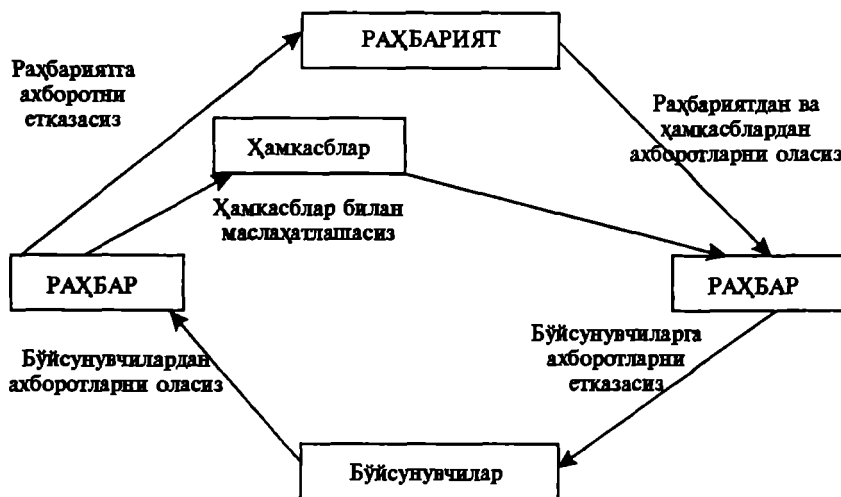 РАҲБАРИЯТ
Раҳбариятга
ахборотни
етказасиз
Раҳбариятдан ва
ҳамкасблардан
ахборотларни оласиз
Ҳамкасблар
Ҳамкасблар билан
маслаҳатлашасиз
РАҲБАР
РАҲБАР
Бўйсунувчилардан
ахборотларни оласиз
Бўйсунувчиларга
ахборотларни
етказасиз
Бўйсунувчилар